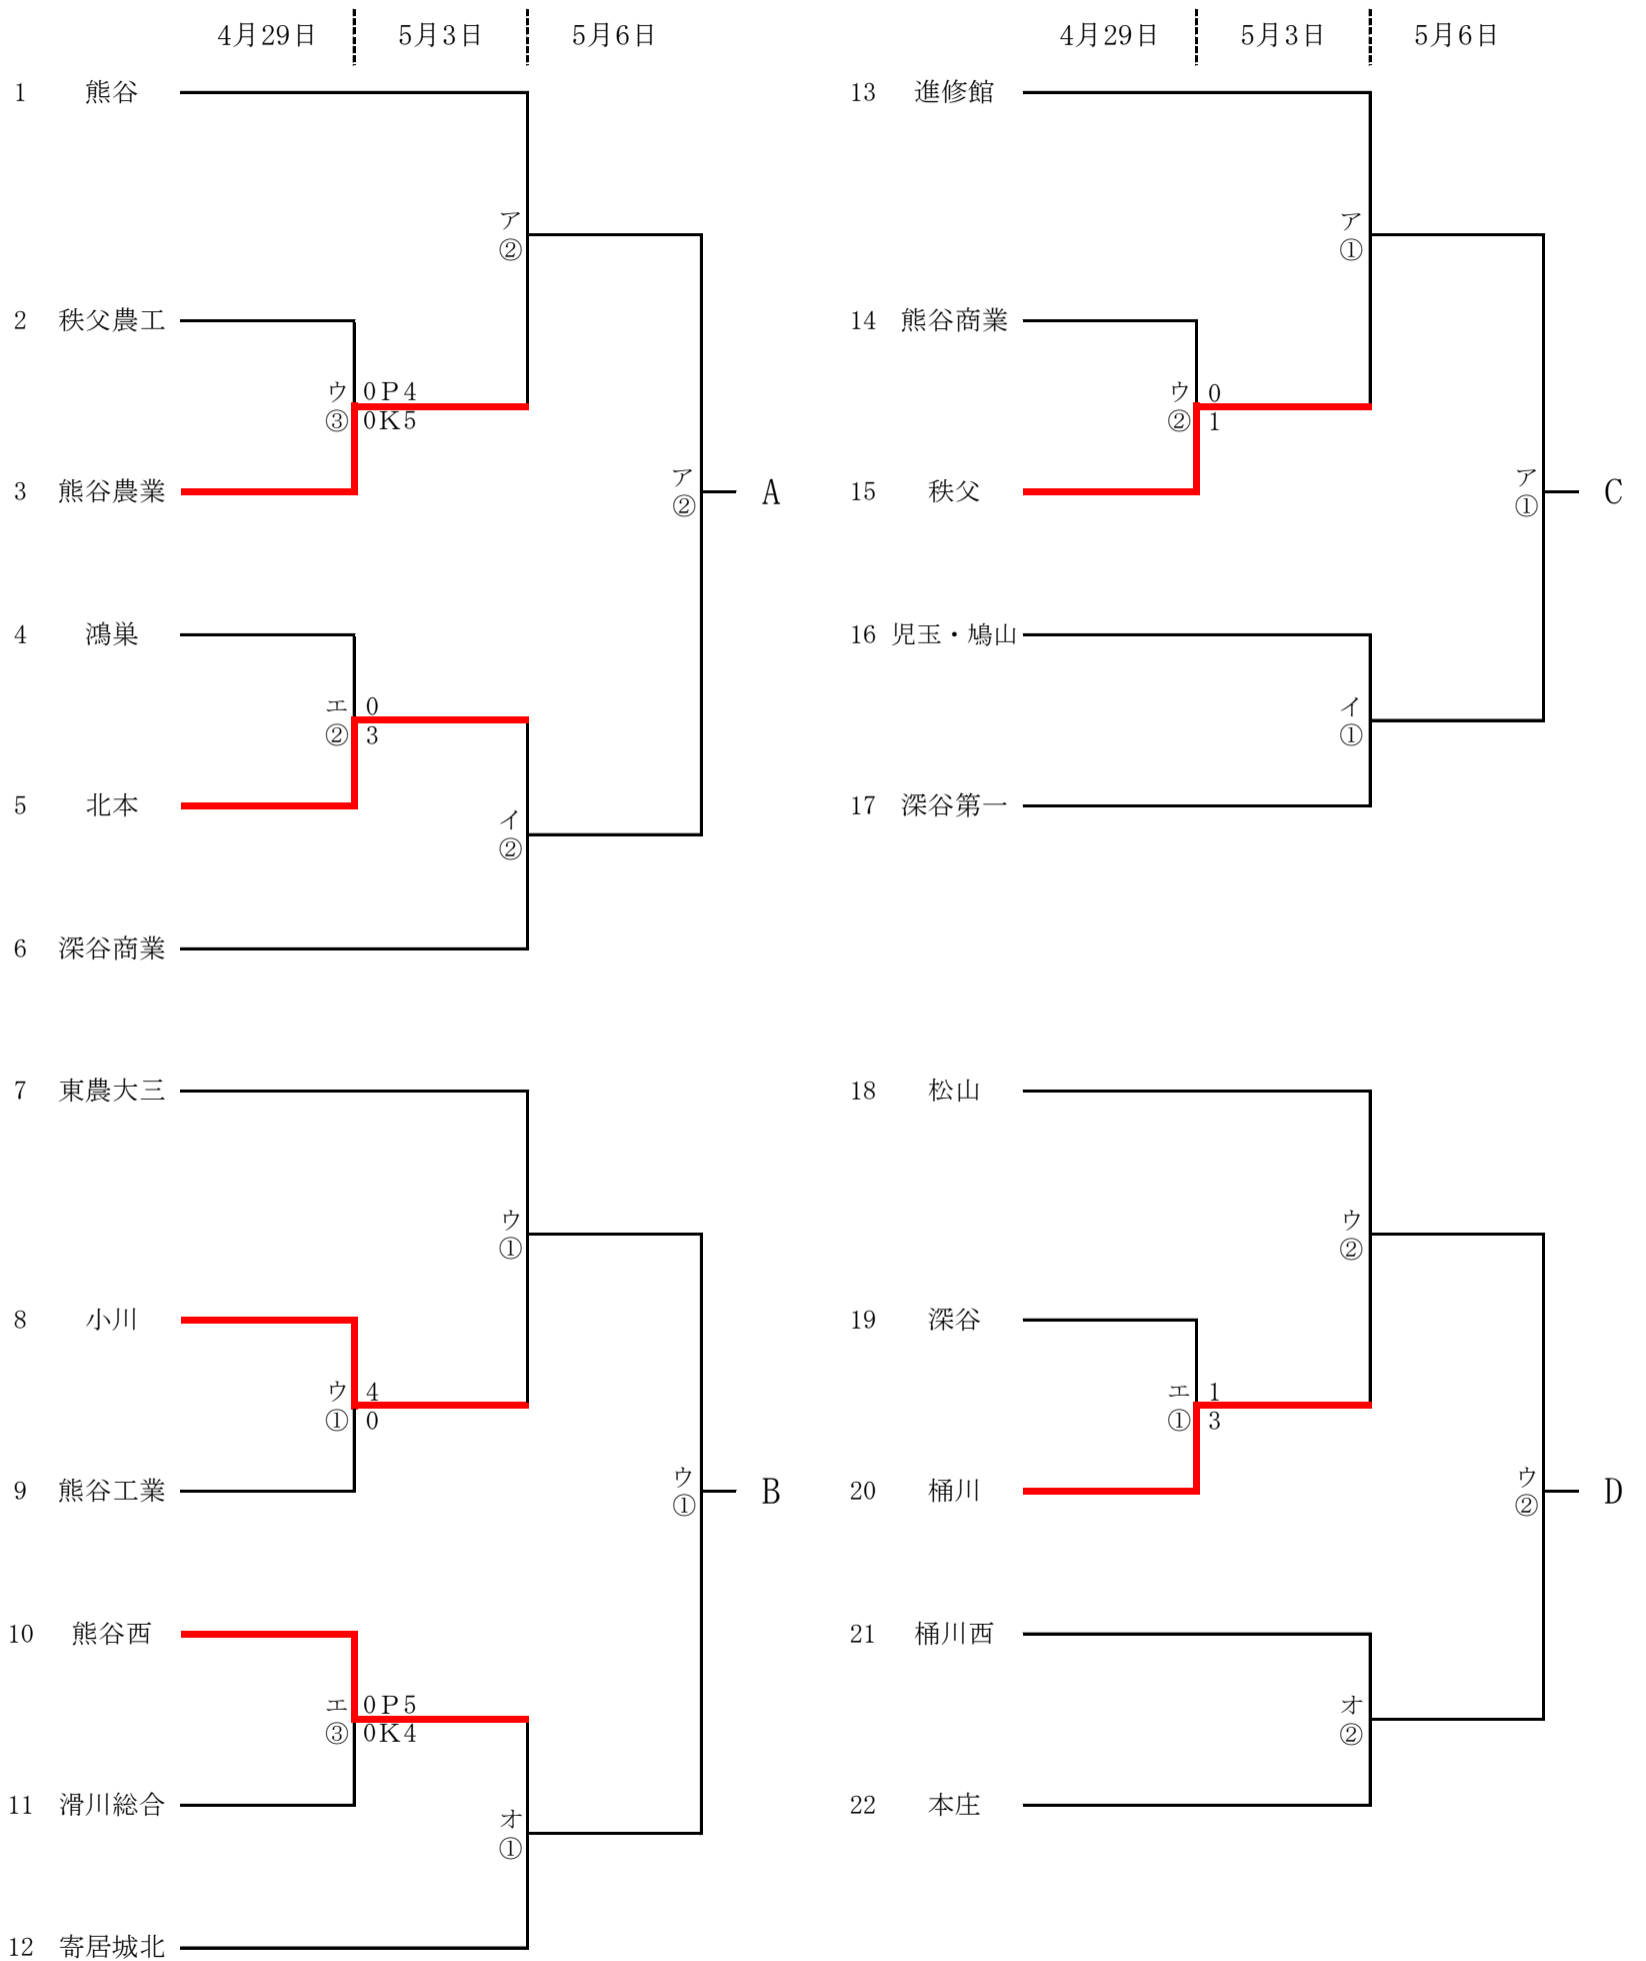 4月29日 5月3日 5月6日
1 熊谷
ア
②
2 秩父農工
ウ 0P4
③ 0K5
3 熊谷農業
ア
②
A
4 鴻巣
エ 0
② 3
5 北本
イ
②
6 深谷商業
7 東農大三
ウ
①
8 小川
ウ 4
① 0
9 熊谷工業
ウ
①
B
10 熊谷西
エ 0P5
③ 0K4
11 滑川総合
オ
①
12 寄居城北
4月29日 5月3日 5月6日
13 進修館
ア
①
14 熊谷商業
ウ 0
② 1
15 秩父
ア
①
C
16 児玉・鳩山
イ
①
17 深谷第一
18 松山
ウ
②
19 深谷
エ 1
① 3
20 桶川
ウ
②
D
21 桶川西
オ
②
22 本庄